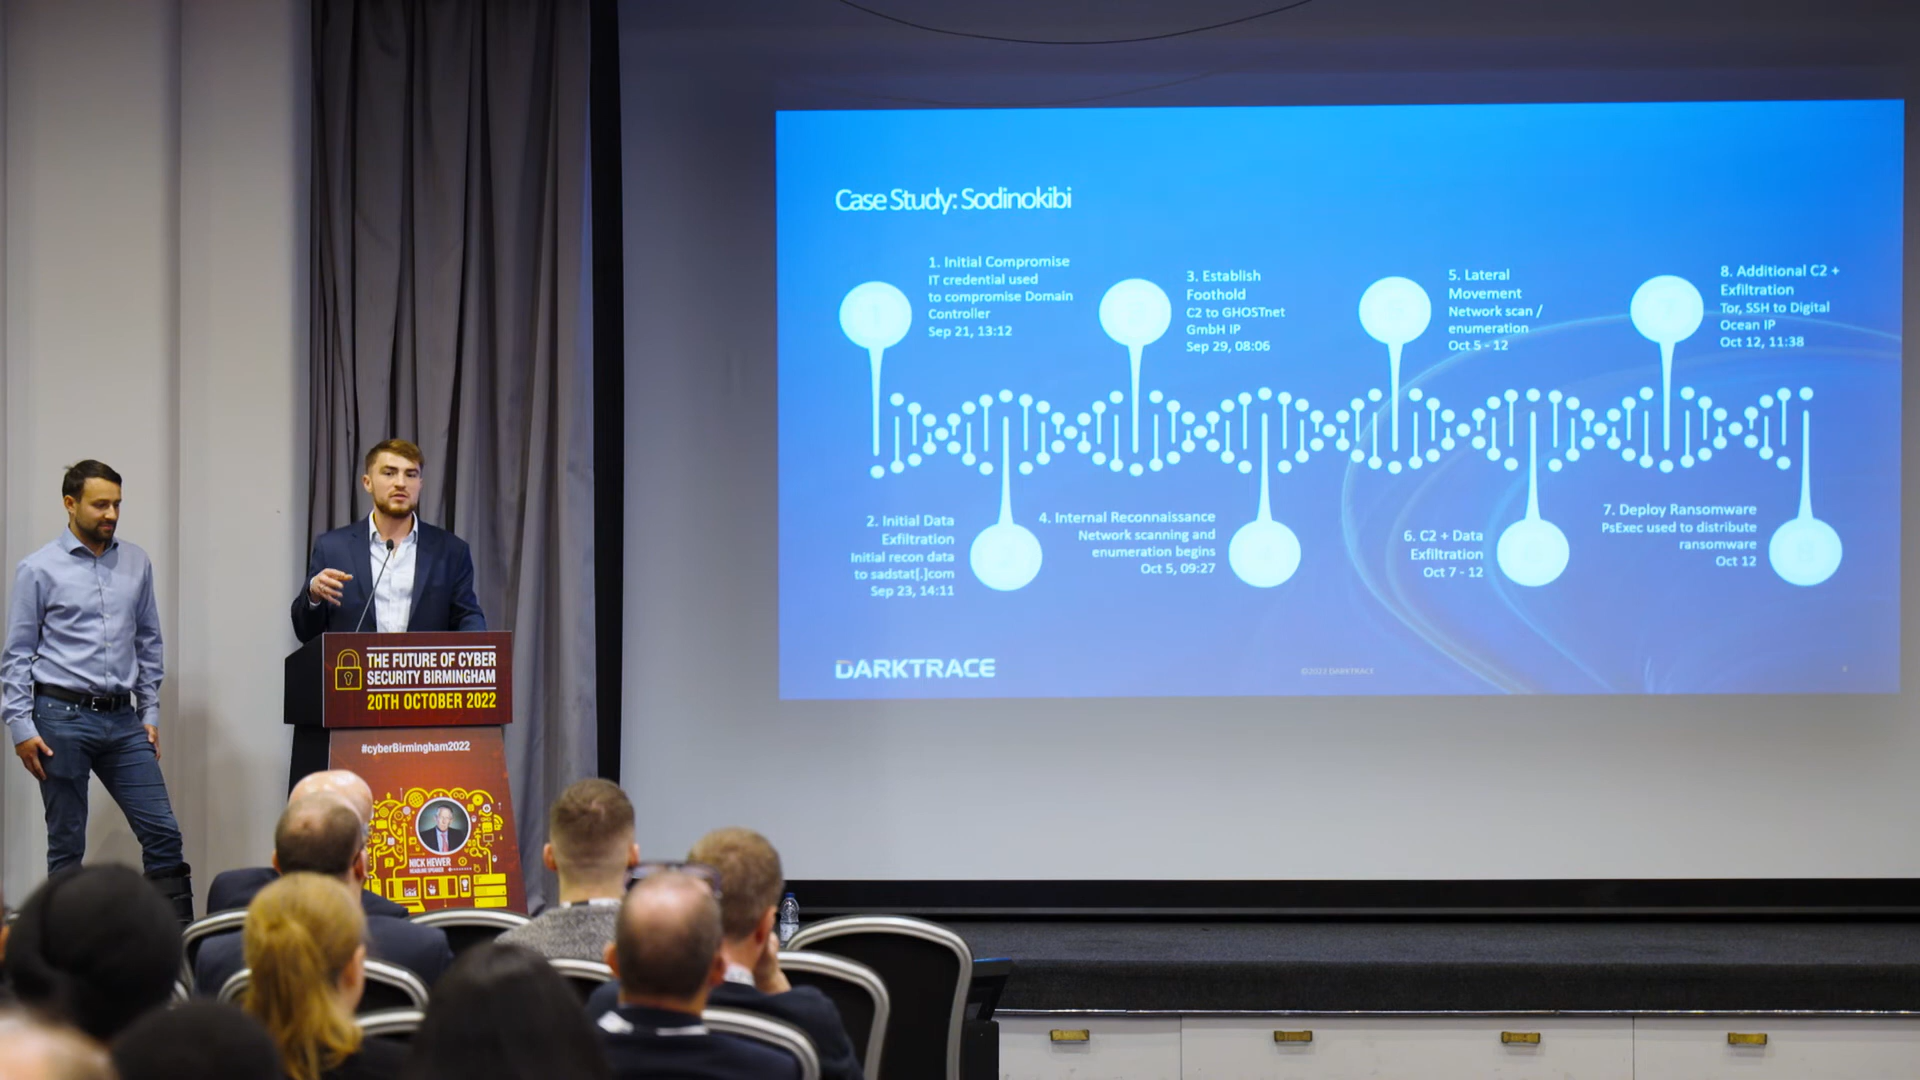 Case Study: Sodinokibi
1. Initial Compromise
IT credential used
to compromise Domain
Controller
Sep 21, 13:12
3. Establish
Foothold
C2 to GHOSTnet
GmbH IP
Sep 29, 08:06
5. Lateral
Movement
Network scan /
enumeration
Oct 5 - 12
8. Additional C2 +
Exfiltration
Tor, SSH to Digital
Ocean IP
Oct 12, 11:38
2. Initial Data
Exfiltration
Initial recon data
to sadstat[.]com
Sep 23, 14:11
4. Internal Reconnaissance
Network scanning and
enumeration begins
Oct 5, 09:27
6. C2 + Data
Exfiltration
Oct 7 - 12
7. Deploy Ransomware
PsExec used to distribute
ransomware
Oct 12
DARKTRACE
THE FUTURE OF CYBER
SECURITY BIRMINGHAM
20TH OCTOBER 2022
#cyberBirmingham2022
NICK HEWER
HEADLINE SPEAKER